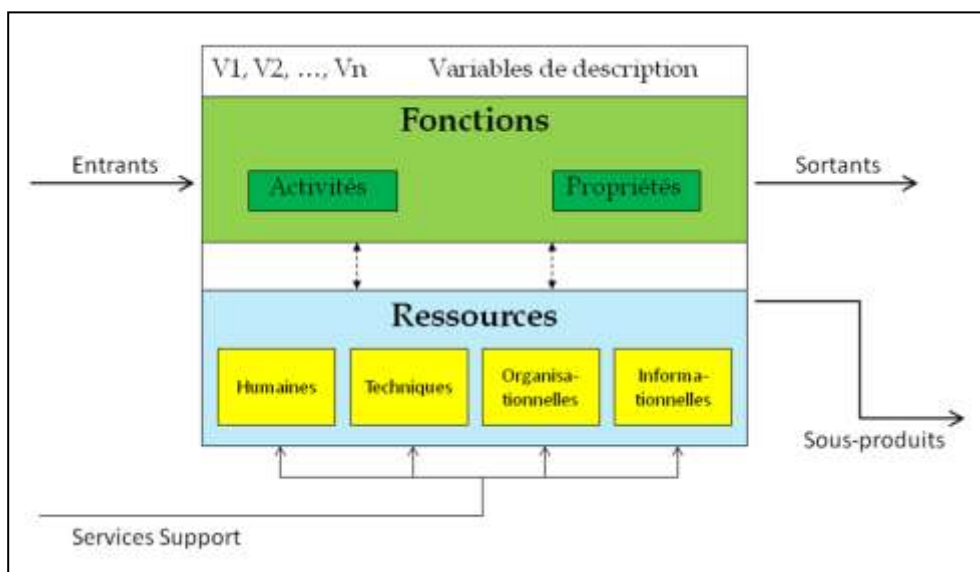 V1, V2, …, Vn Variables de description
Fonctions
Entrants
Sortants
Activités
Propriétés
Ressources
Humaines
Techniques
Organisa-
tionnelles
Informa-
tionnelles
Sous-produits
Services Support